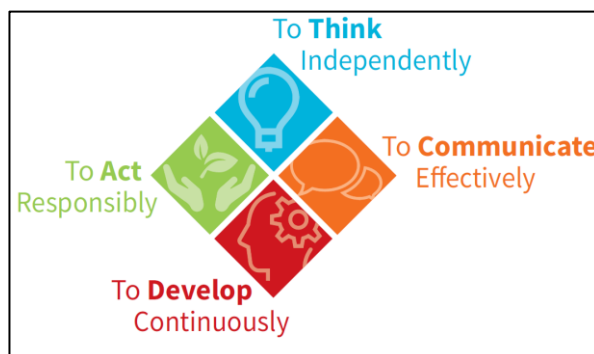 To Think
Independently
To Communicate
Effectively
To Act
Responsibly
To Develop
Continuously